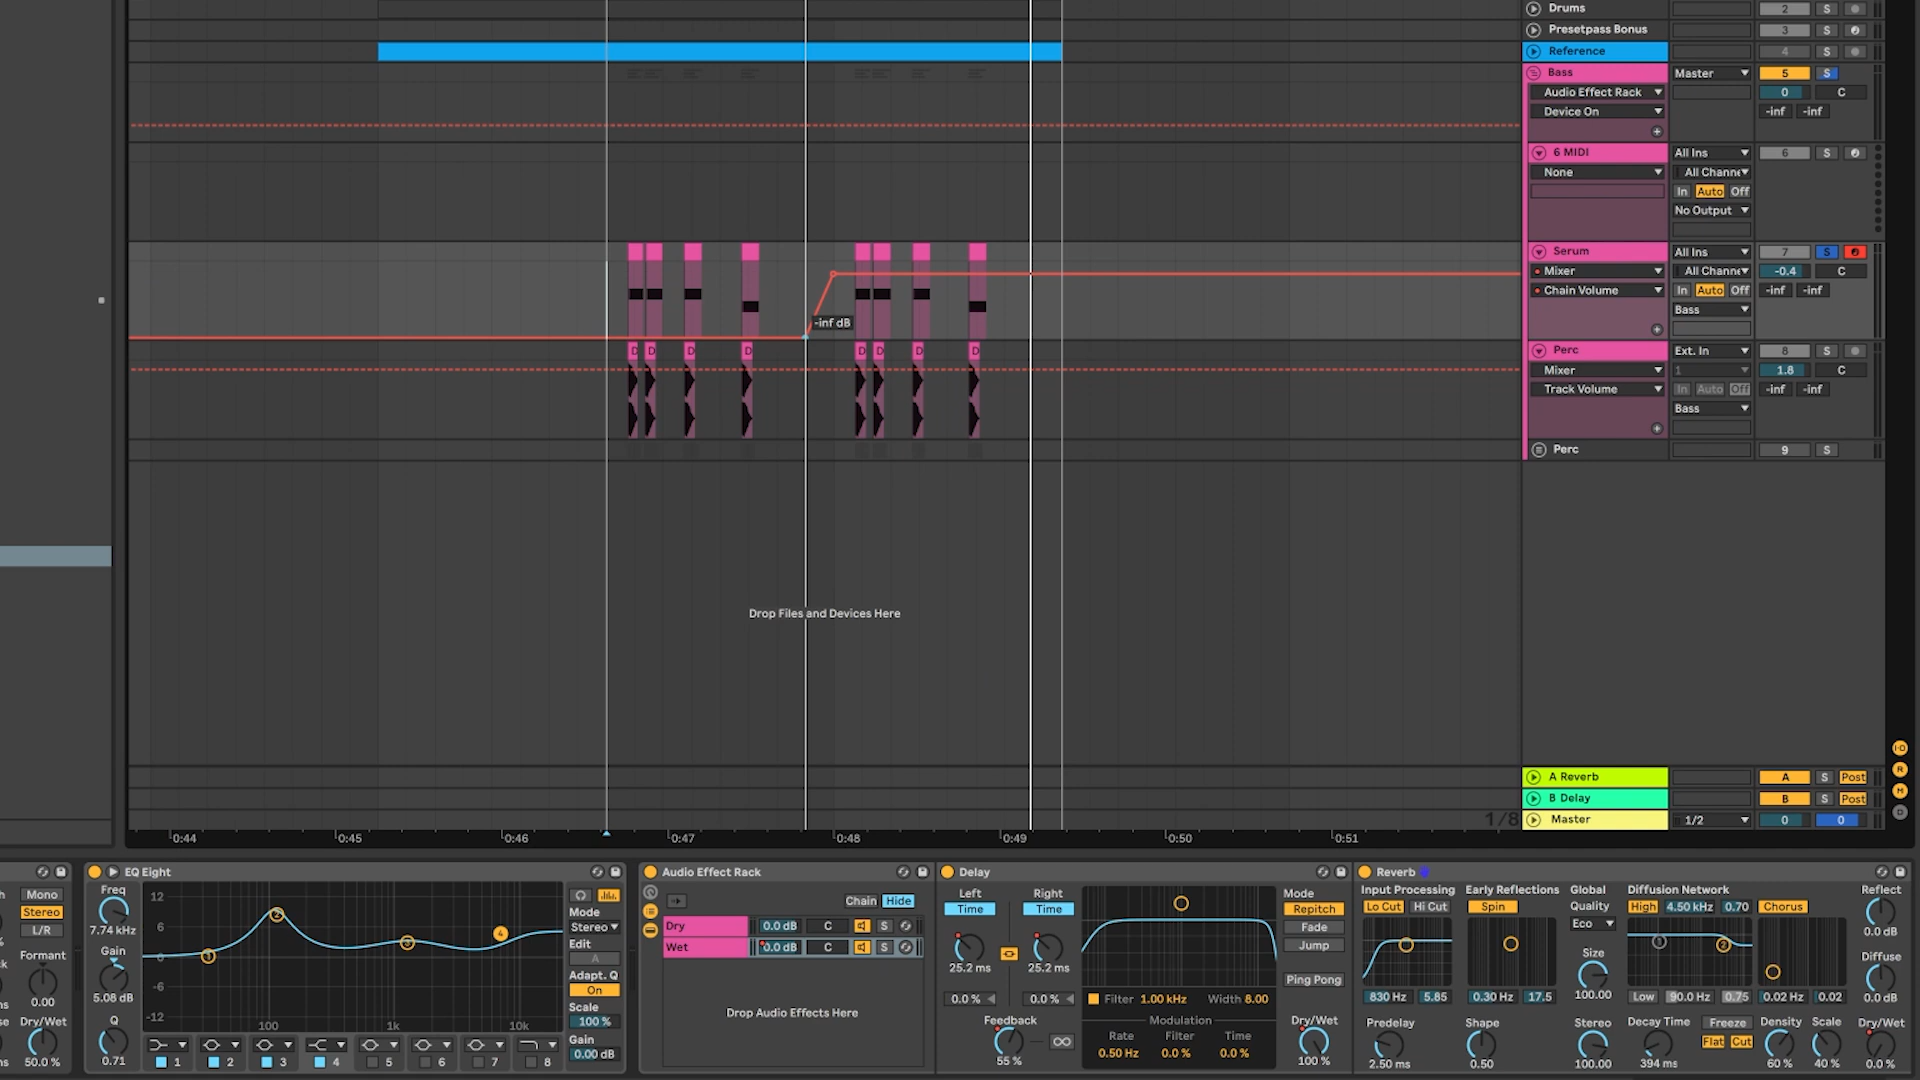 Drums 2 S
Presetpass Bonus 3 S
Reference 4 S
Bass Master 5 S
Audio Effect Rack 0 C
Device On -inf -inf
6 MIDI All Ins 6 S
None All Channe
In Auto Off
No Output
Serum All Ins 7 S
Mixer All Channe -0.4 C
Chain Volume In Auto Off -inf -inf
Bass
-inf dB
D D D D D D D D
Perc Ext. In 8 S
Mixer 1 1.8 C
Track Volume In Auto Off -inf -inf
Bass
Perc 9 S
Drop Files and Devices Here
A Reverb A S Post
B Delay B S Post
1/8
Master 1/2 0 0
0:44 0:45 0:46 0:47 0:48 0:49 0:50 0:51
Mono
Stereo
L/R
Formant
0.00
Dry/Wet
50.0 %
EQ Eight
Freq
7.74 kHz
Gain
5.08 dB
Q
0.71
12
6
0
-6
-12
100 1k 10k
1 2 3 4
1 2 3 4 5 6 7 8
Mode
Stereo
Edit
A
Adapt. Q
On
Scale
100 %
Gain
0.00 dB
Audio Effect Rack
Chain Hide
Dry 0.0 dB C S
Wet 0.0 dB C S
Drop Audio Effects Here
Delay
Left Right
Time Time
25.2 ms 25.2 ms
0.0 % 0.0 %
Feedback
55 %
Filter 1.00 kHz Width 8.00
Modulation
Rate Filter Time
0.50 Hz 0.0 % 0.0 %
Mode
Repitch
Fade
Jump
Ping Pong
Dry/Wet
100 %
Reverb
Input Processing
Lo Cut Hi Cut
830 Hz 5.85
Predelay
2.50 ms
Early Reflections
Spin
0.30 Hz 17.5
Shape
0.50
Global
Quality
Eco
Size
100.00
Stereo
100.00
Diffusion Network
High 4.50 kHz 0.70 Chorus
1 2
Low 90.0 Hz 0.75 0.02 Hz 0.02
Decay Time
394 ms
Freeze
Flat Cut
Density
60 %
Scale
40 %
Reflect
0.0 dB
Diffuse
0.0 dB
Dry/Wet
0.0 %
I·O
R
M
D